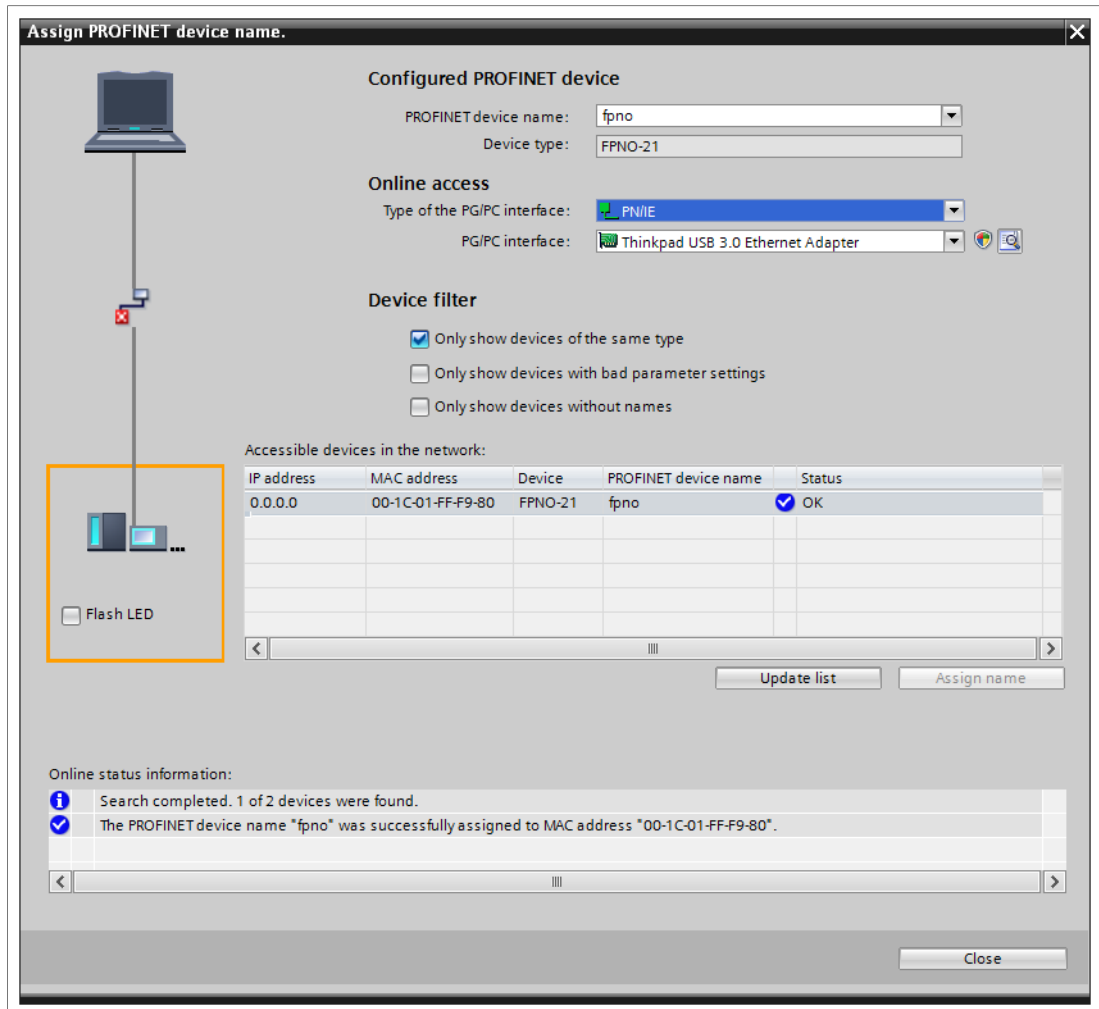 Assign PROFINET device name.
Configured PROFINET device
PROFINET device name: fpno
Device type: FPNO-21
Online access
Type of the PG/PC interface: PN/IE
PG/PC interface: Thinkpad USB 3.0 Ethernet Adapter
Device filter
Only show devices of the same type
Only show devices with bad parameter settings
Only show devices without names
Accessible devices in the network:
IP address MAC address Device PROFINET device name Status
0.0.0.0 00-1C-01-FF-F9-80 FPNO-21 fpno OK
Flash LED
Update list Assign name
Online status information:
Search completed. 1 of 2 devices were found.
The PROFINET device name "fpno" was successfully assigned to MAC address "00-1C-01-FF-F9-80".
Close